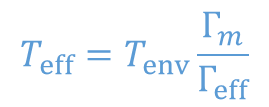 T_eff = T_env Γ_m / Γ_eff